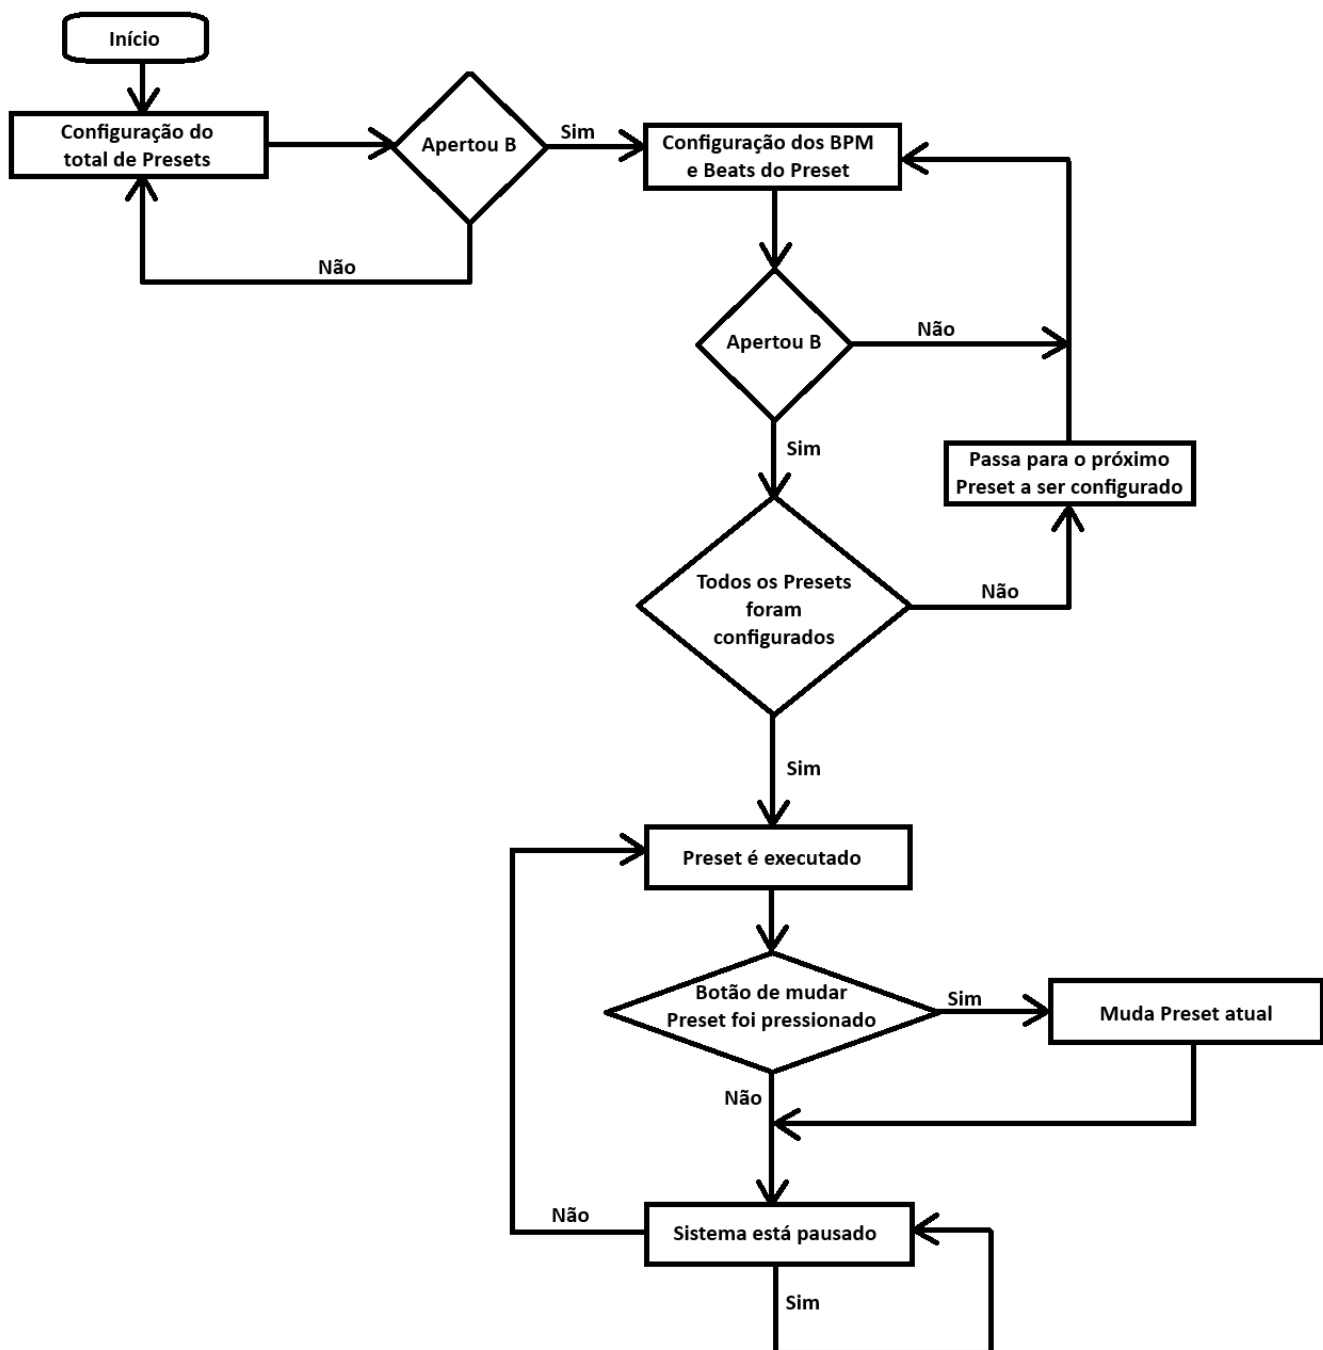 Início
Configuração do
total de Presets
Apertou B
Sim
Não
Configuração dos BPM
e Beats do Preset
Apertou B
Não
Sim
Passa para o próximo
Preset a ser configurado
Todos os Presets
foram
configurados
Não
Sim
Preset é executado
Botão de mudar
Preset foi pressionado
Sim
Muda Preset atual
Não
Sistema está pausado
Não
Sim